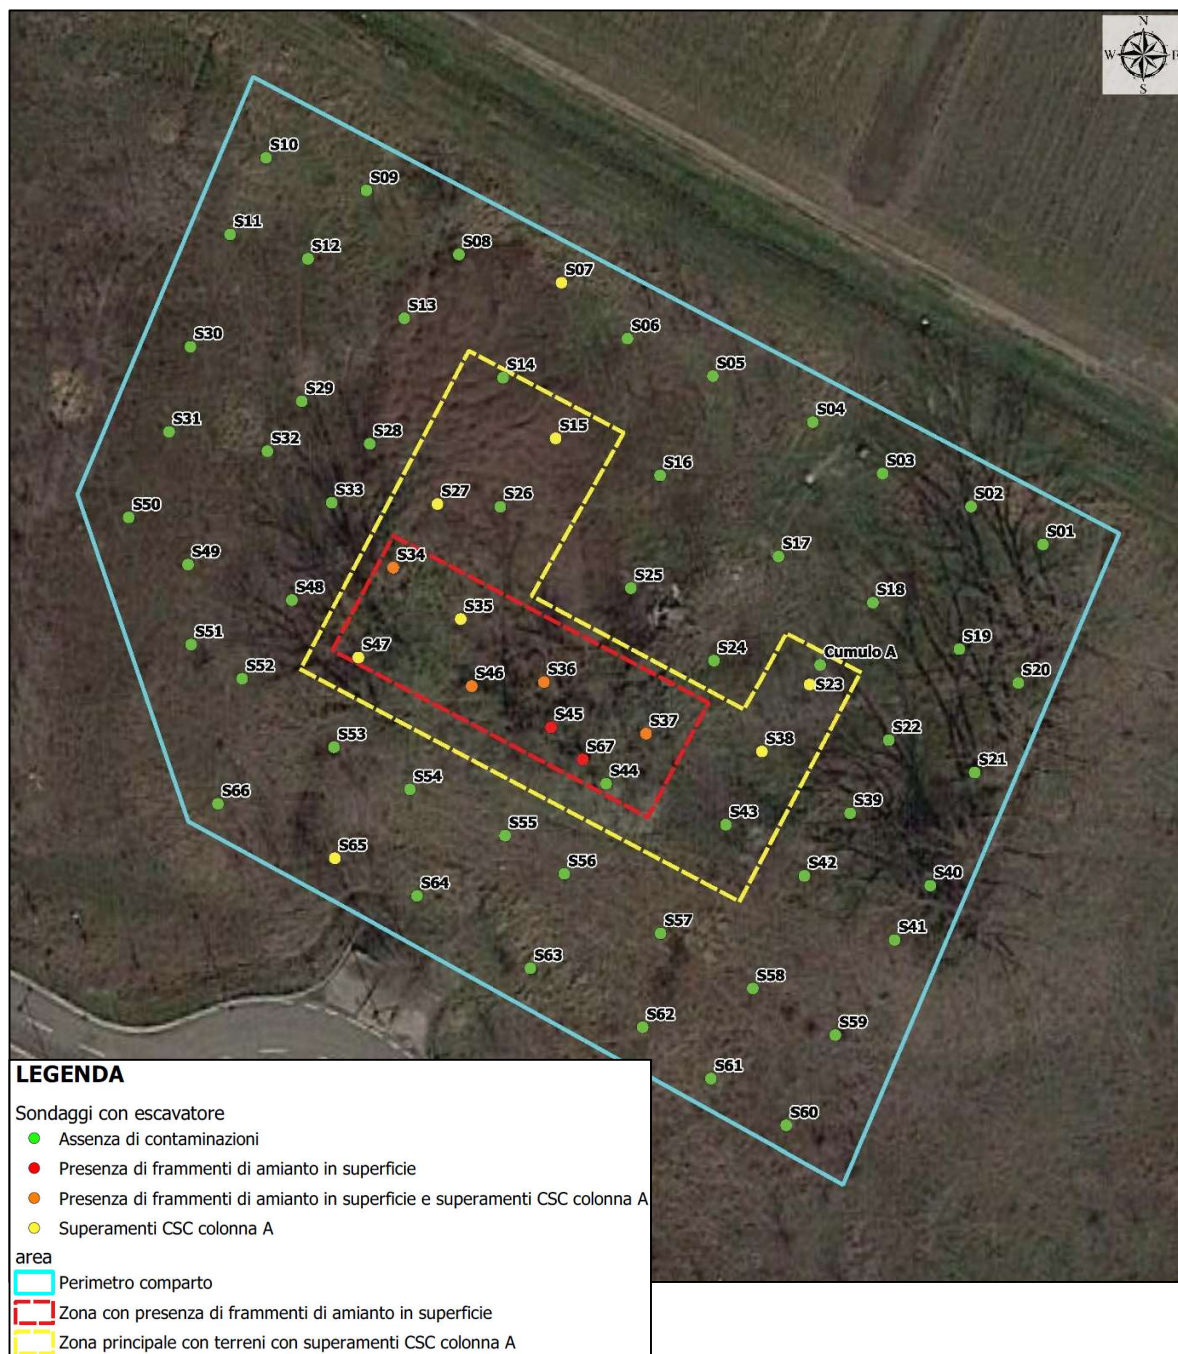 N
W E
S
S10
S09
S11
S12
S08
S07
S13
S06
S30
S05
S14
S29
S04
S31
S15
S28
S32
S16
S03
S27
S26
S33
S02
S50
S01
S17
S49
S34
S25
S48
S18
S35
S51
S19
S47
S24
Cumulo A
S52
S46
S36
S23
S20
S45
S37
S22
S53
S38
S67
S21
S44
S54
S66
S39
S43
S55
S65
S56
S42
S40
S64
S57
S41
S63
S58
S62
S59
S61
S60
LEGENDA
Sondaggi con escavatore
Assenza di contaminazioni
Presenza di frammenti di amianto in superficie
Presenza di frammenti di amianto in superficie e superamenti CSC colonna A
Superamenti CSC colonna A
area
Perimetro comparto
Zona con presenza di frammenti di amianto in superficie
Zona principale con terreni con superamenti CSC colonna A